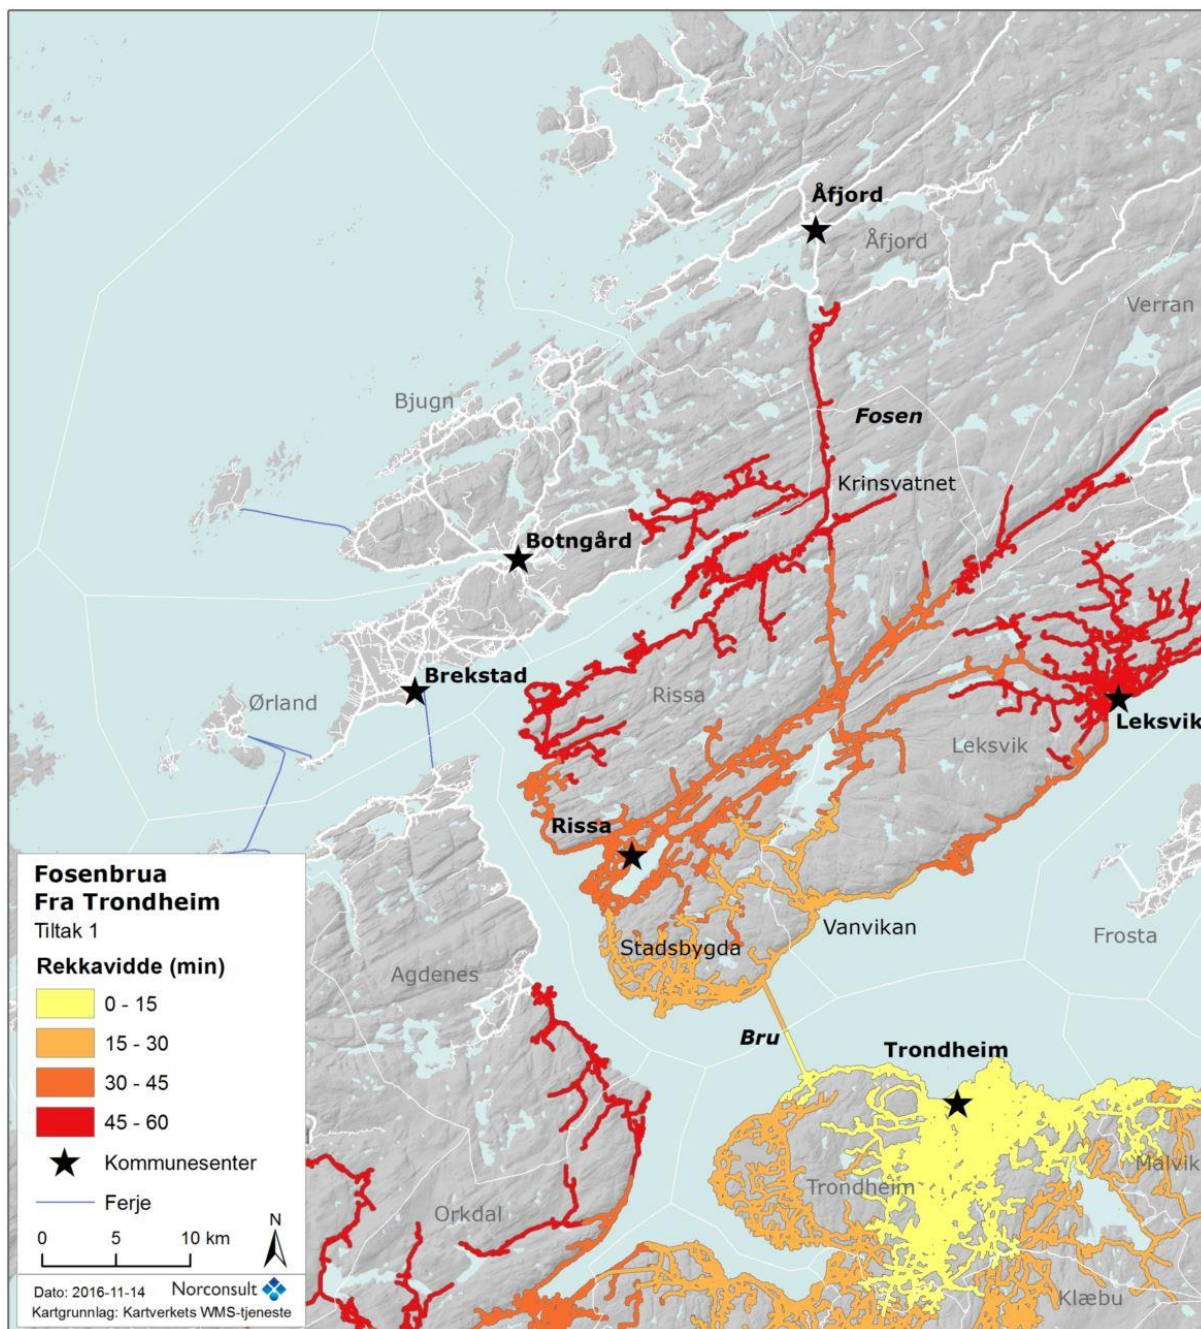 Åfjord
Åfjord
Verran
Bjugn
Fosen
Krinsvatnet
Botngård
Brekstad
Rissa
Ørland
Leksvik
Leksvik
Rissa
Vanvikan
Stadsbygda
Frosta
Agdenes
Bru
Trondheim
Malvik
Trondheim
Orkdal
Klæbu
Fosenbrua
Fra Trondheim
Tiltak 1
Rekkavidde (min)
0 - 15
15 - 30
30 - 45
45 - 60
Kommunesenter
Ferje
N
0 5 10 km
Dato: 2016-11-14 Norconsult
Kartgrunnlag: Kartverkets WMS-tjeneste